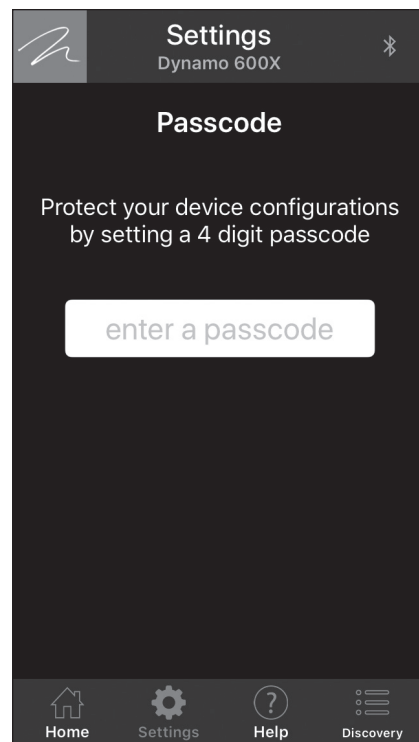 Settings
Dynamo 600X
Passcode
Protect your device configurations
by setting a 4 digit passcode
enter a passcode
Home
Settings
Help
Discovery